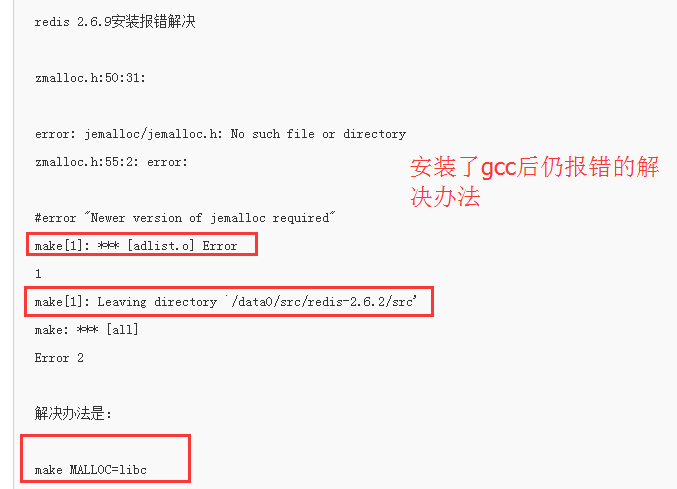 redis 2.6.9安装报错解决
zmalloc.h:50:31:
error: jemalloc/jemalloc.h: No such file or directory
zmalloc.h:55:2: error:
安装了gcc后仍报错的解
决办法
#error "Newer version of jemalloc required"
make[1]: *** [adlist.o] Error
1
make[1]: Leaving directory `/data0/src/redis-2.6.2/src'
make: *** [all]
Error 2
解决办法是:
make MALLOC=libc